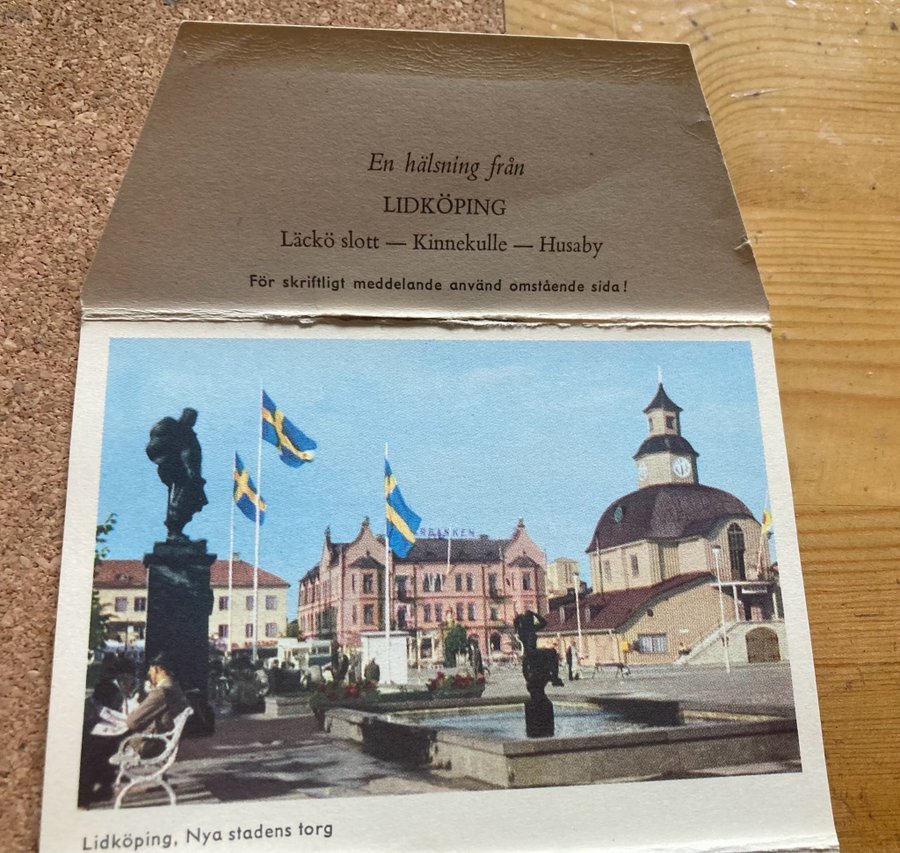 En hälsning från
LIDKÖPING
Läckö slott — Kinnekulle — Husaby
För skriftligt meddelande använd omstående sida!
Lidköping, Nya stadens torg